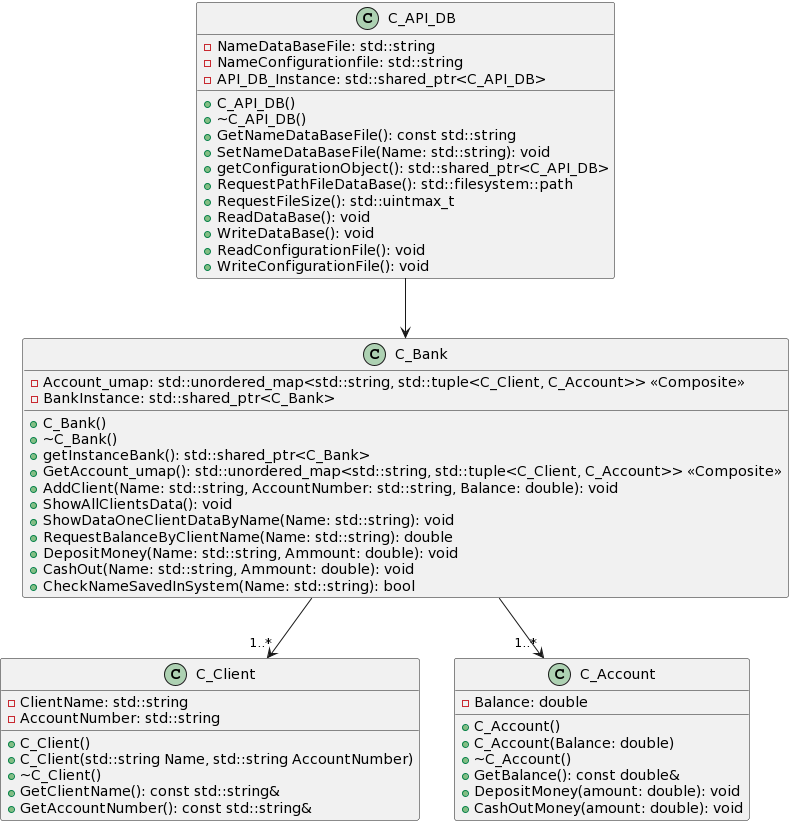 C C_API_DB
NameDataBaseFile: std::string
NameConfigurationfile: std::string
API_DB_Instance: std::shared_ptr<C_API_DB>
C_API_DB()
~C_API_DB()
GetNameDataBaseFile(): const std::string
SetNameDataBaseFile(Name: std::string): void
getConfigurationObject(): std::shared_ptr<C_API_DB>
RequestPathFileDataBase(): std::filesystem::path
RequestFileSize(): std::uintmax_t
ReadDataBase(): void
WriteDataBase(): void
ReadConfigurationFile(): void
WriteConfigurationFile(): void
C C_Bank
Account_umap: std::unordered_map<std::string, std::tuple<C_Client, C_Account>> «Composite»
BankInstance: std::shared_ptr<C_Bank>
C_Bank()
~C_Bank()
getInstanceBank(): std::shared_ptr<C_Bank>
GetAccount_umap(): std::unordered_map<std::string, std::tuple<C_Client, C_Account>> «Composite»
AddClient(Name: std::string, AccountNumber: std::string, Balance: double): void
ShowAllClientsData(): void
ShowDataOneClientDataByName(Name: std::string): void
RequestBalanceByClientName(Name: std::string): double
DepositMoney(Name: std::string, Ammount: double): void
CashOut(Name: std::string, Ammount: double): void
CheckNameSavedInSystem(Name: std::string): bool
1..*
1..*
C C_Client
ClientName: std::string
AccountNumber: std::string
C_Client()
C_Client(std::string Name, std::string AccountNumber)
~C_Client()
GetClientName(): const std::string&
GetAccountNumber(): const std::string&
C C_Account
Balance: double
C_Account()
C_Account(Balance: double)
~C_Account()
GetBalance(): const double&
DepositMoney(amount: double): void
CashOutMoney(amount: double): void